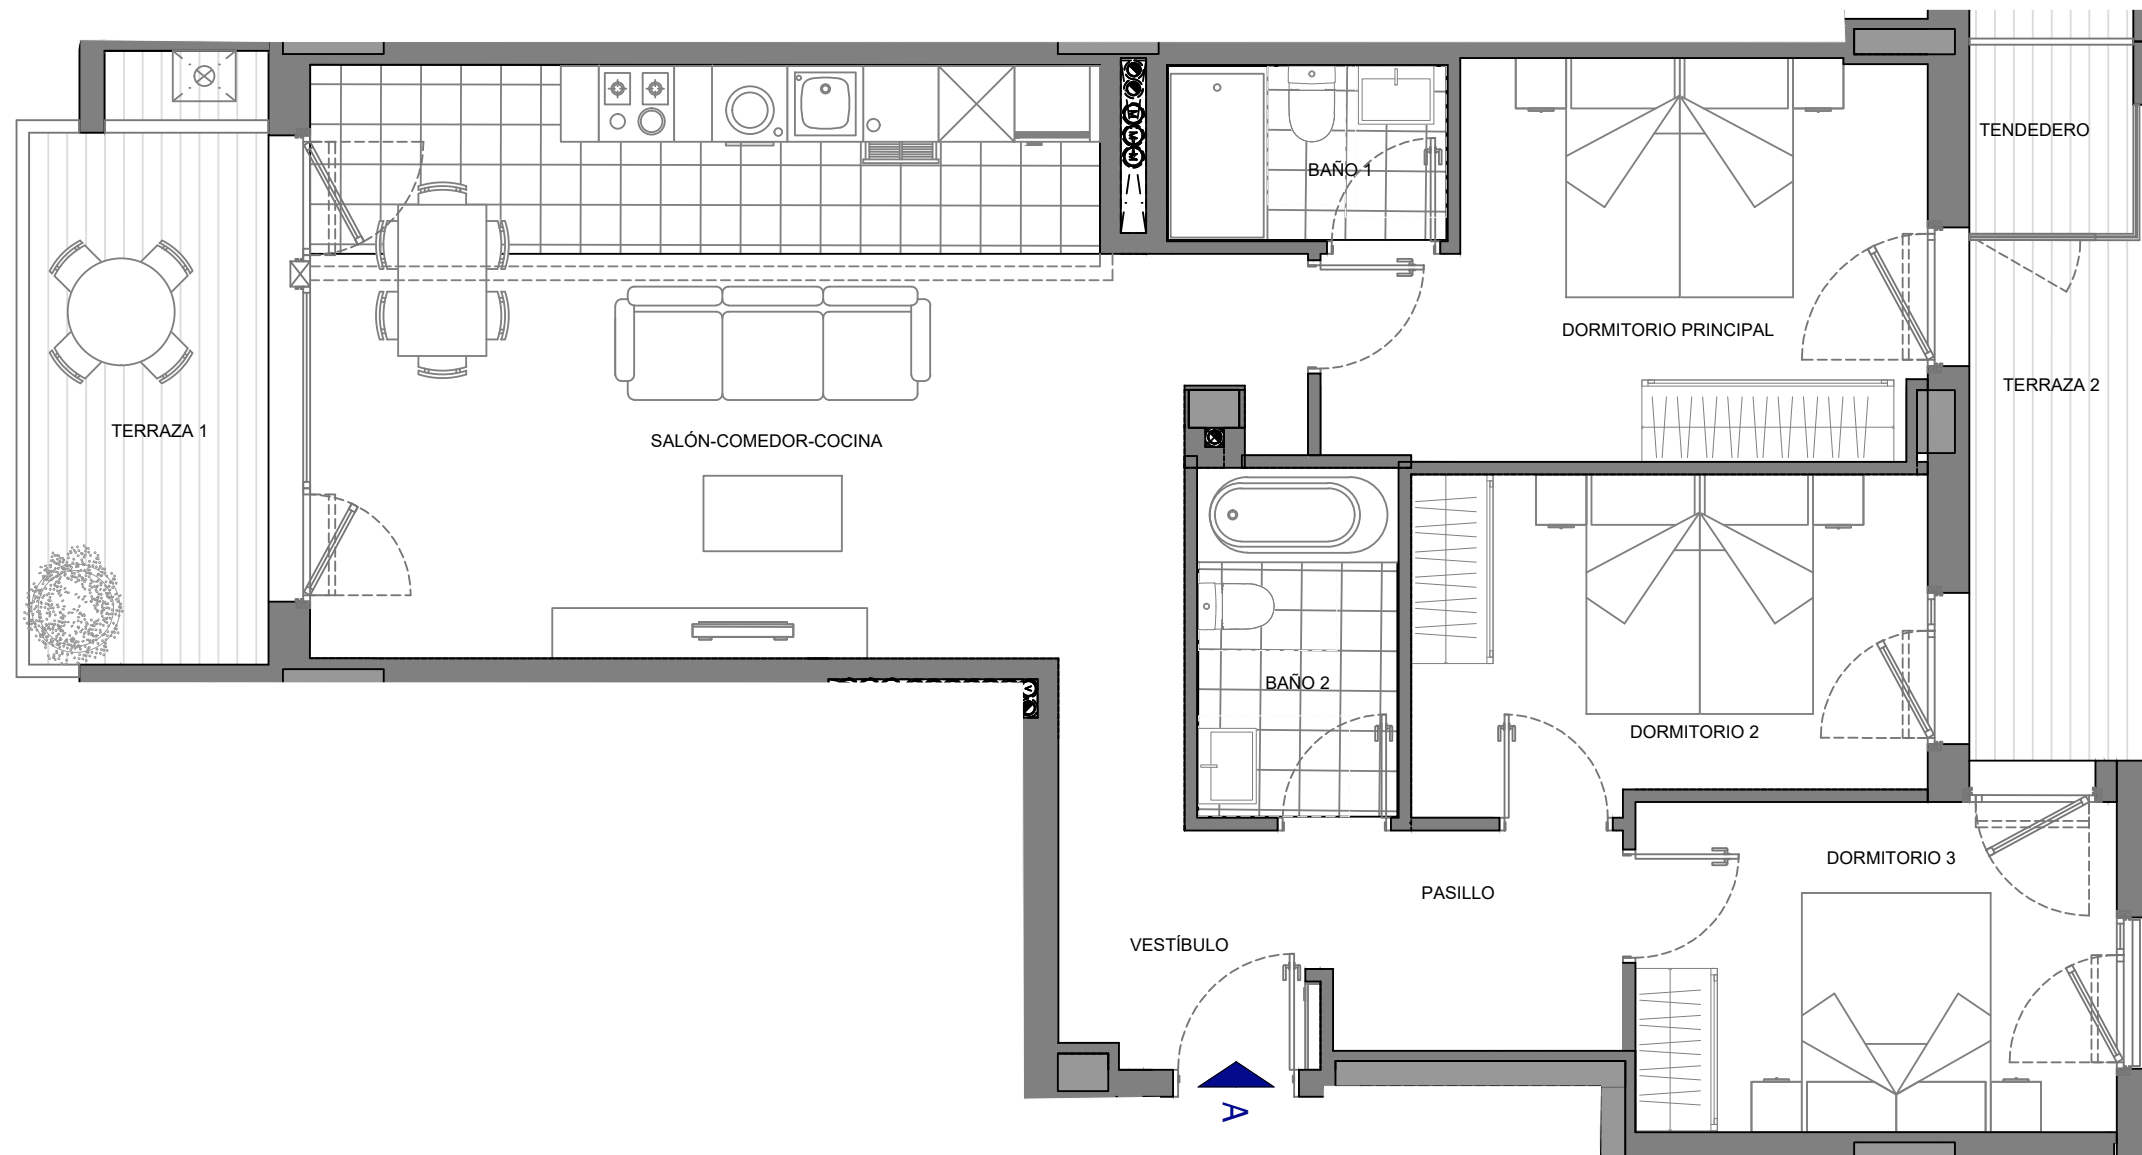 TENDEDERO
BAÑO 1
DORMITORIO PRINCIPAL
TERRAZA 2
TERRAZA 1
SALÓN-COMEDOR-COCINA
BAÑO 2
DORMITORIO 2
DORMITORIO 3
PASILLO
VESTÍBULO
A